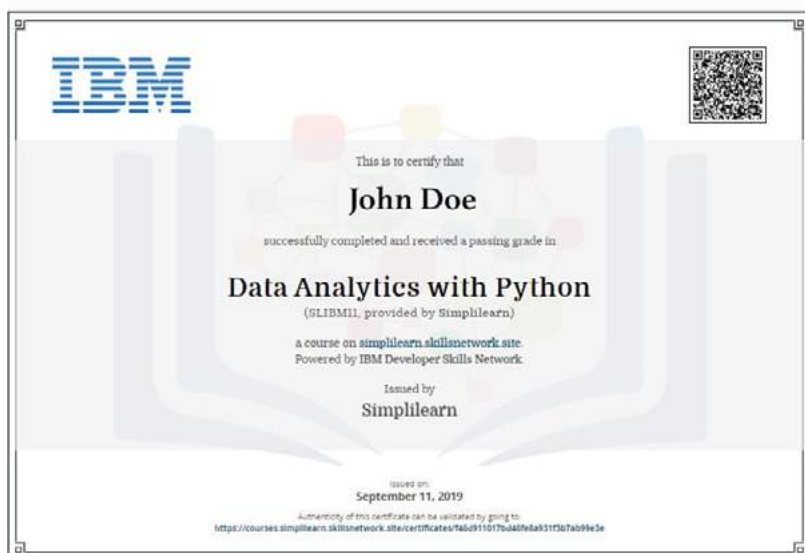 IBM
This is to certify that
John Doe
successfully completed and received a passing grade in
Data Analytics with Python
(SLIBM11, provided by Simplilearn)
a course on simplilearn.skillsnetwork.site.
Powered by IBM Developer Skills Network.
Issued by
Simplilearn
Issued on:
September 11, 2019
Authenticity of this certificate can be validated by going to: